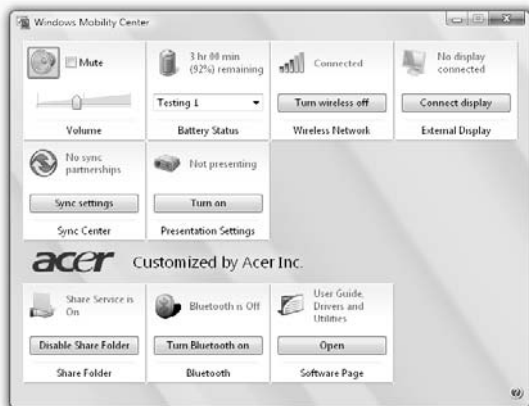 Windows Mobility Center
Mute
Volume
3 hr 00 min
(92%) remaining
Testing 1
Battery Status
Connected
Turn wireless off
Wireless Network
No display
connected
Connect display
External Display
No sync
partnerships
Sync settings
Sync Center
Not presenting
Turn on
Presentation Settings
acer Customized by Acer Inc.
Share Service is
On
Disable Share Folder
Share Folder
Bluetooth is Off
Turn Bluetooth on
Bluetooth
User Guide,
Drivers and
Utilities
Open
Software Page